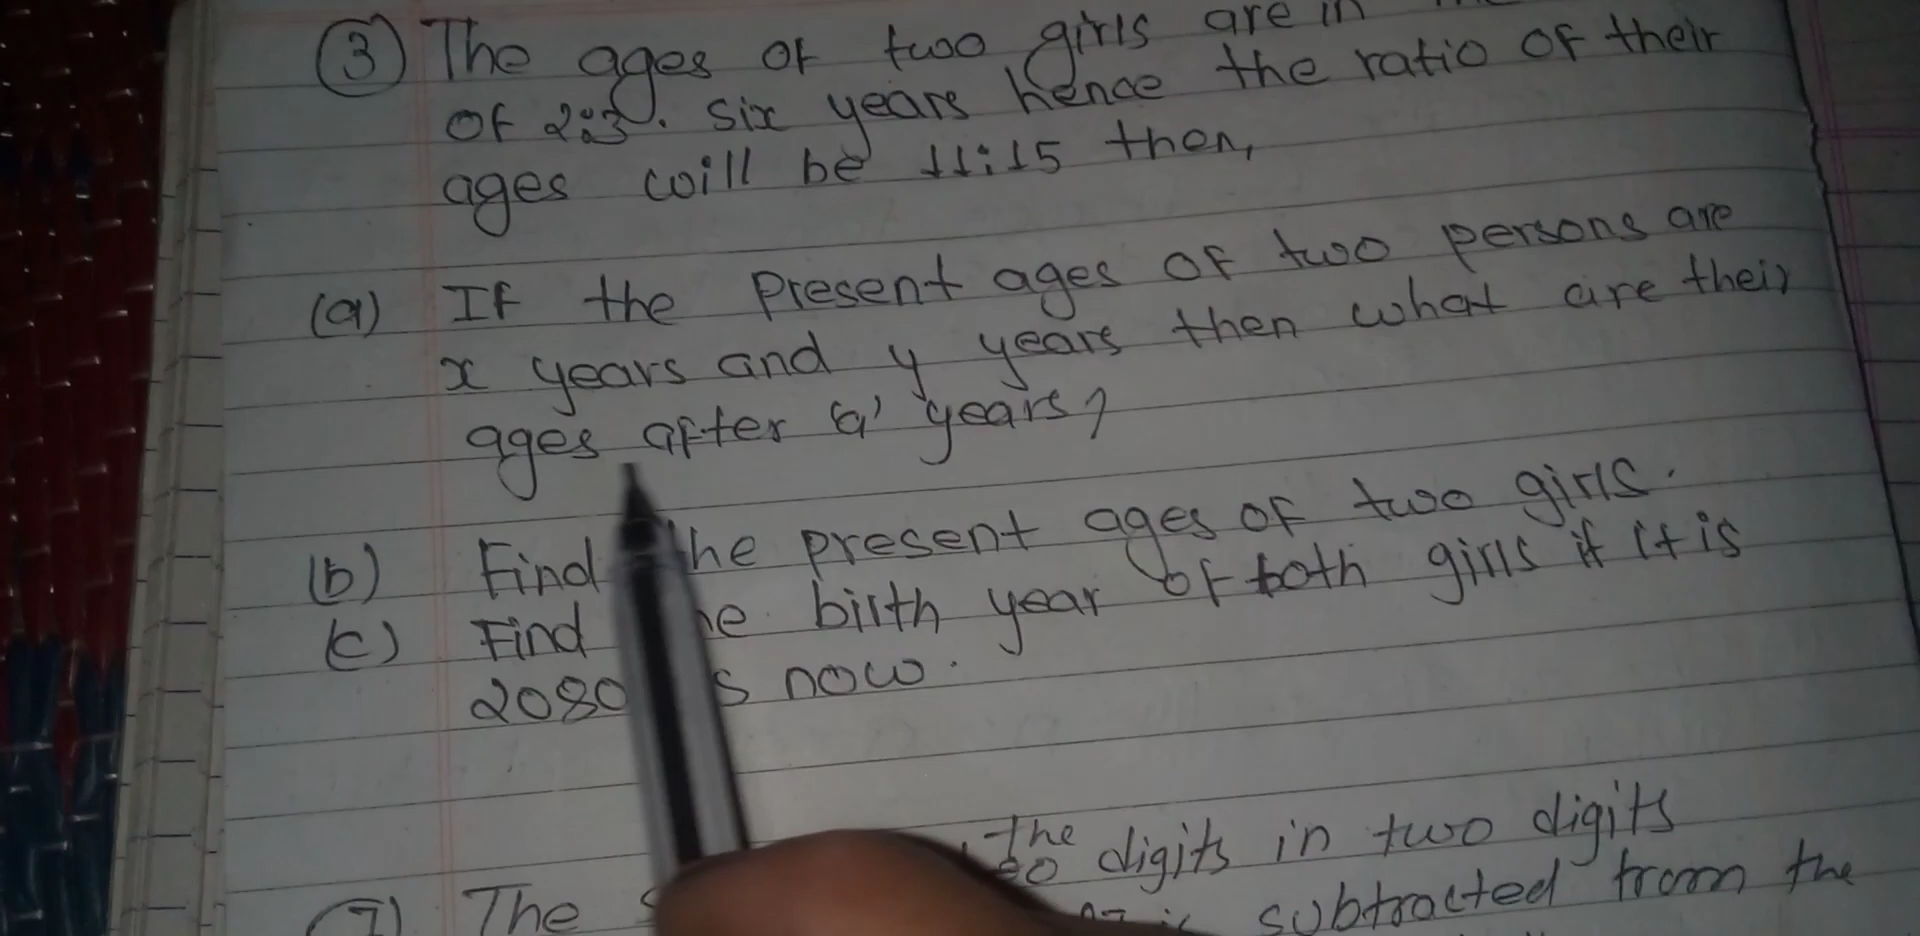 ③ The ages of two girls are in
of 2:3. six years hence the ratio of their
ages will be 11:15 then,
(a) If the present ages of two persons are
x years and y years then what are their
ages after 'a' years?
(b) Find the present ages of two girls.
(c) Find he birth year of both girls if it is
2080 s now.
the
digits in two digits
The
subtracted from the